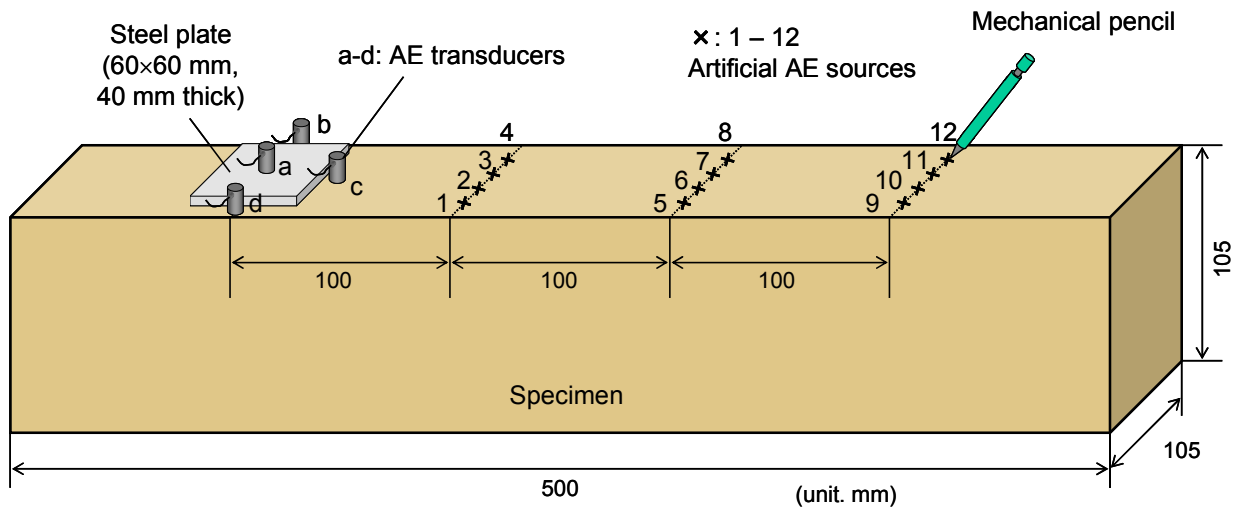 Steel plate
(60×60 mm,
40 mm thick)
a-d: AE transducers
×: 1 – 12
Artificial AE sources
Mechanical pencil
b
a
c
d
4
3
2
1
8
7
6
5
12
11
10
9
100
100
100
105
105
Specimen
500
(unit. mm)